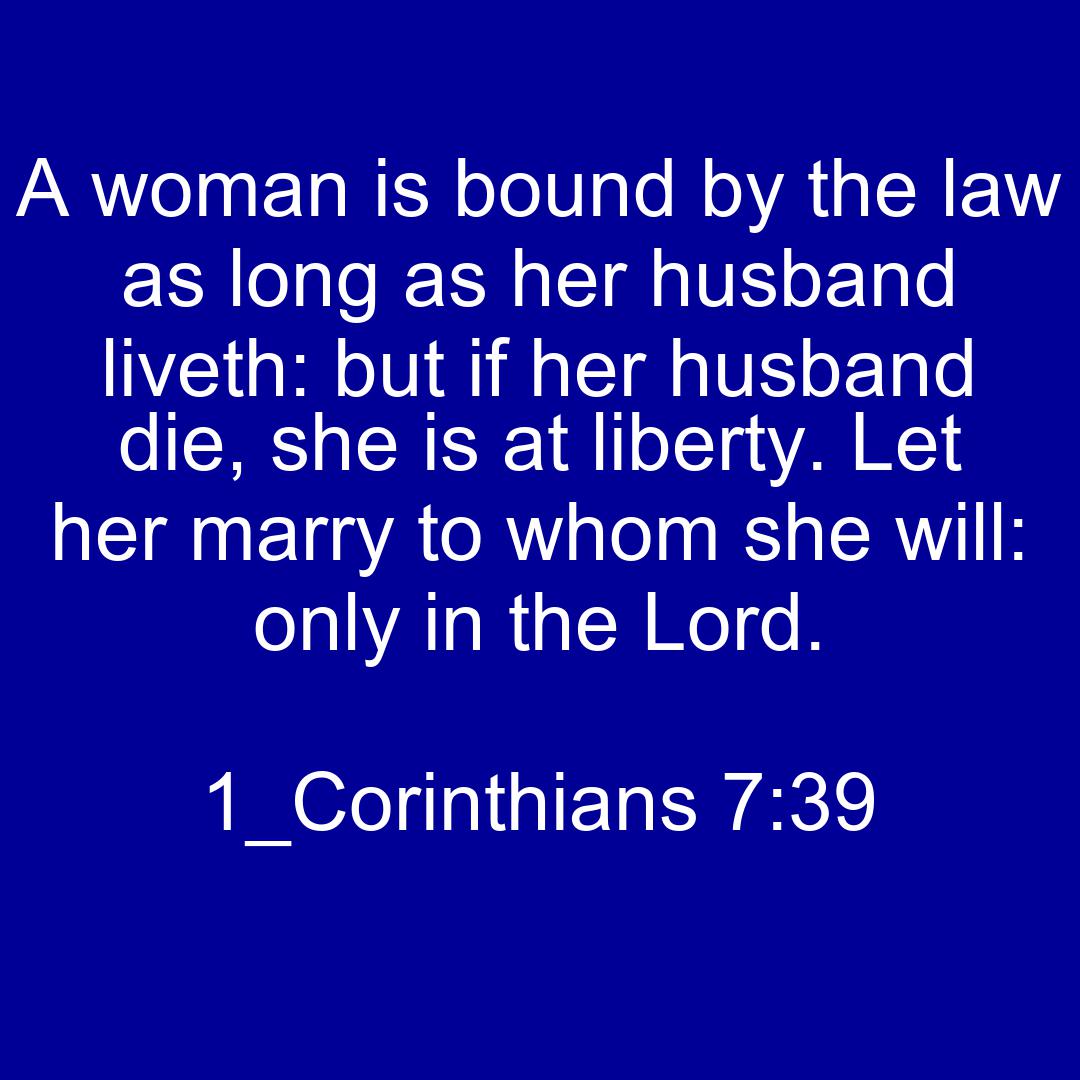 A woman is bound by the law
as long as her husband
liveth: but if her husband
die, she is at liberty. Let
her marry to whom she will:
only in the Lord.
1_Corinthians 7:39